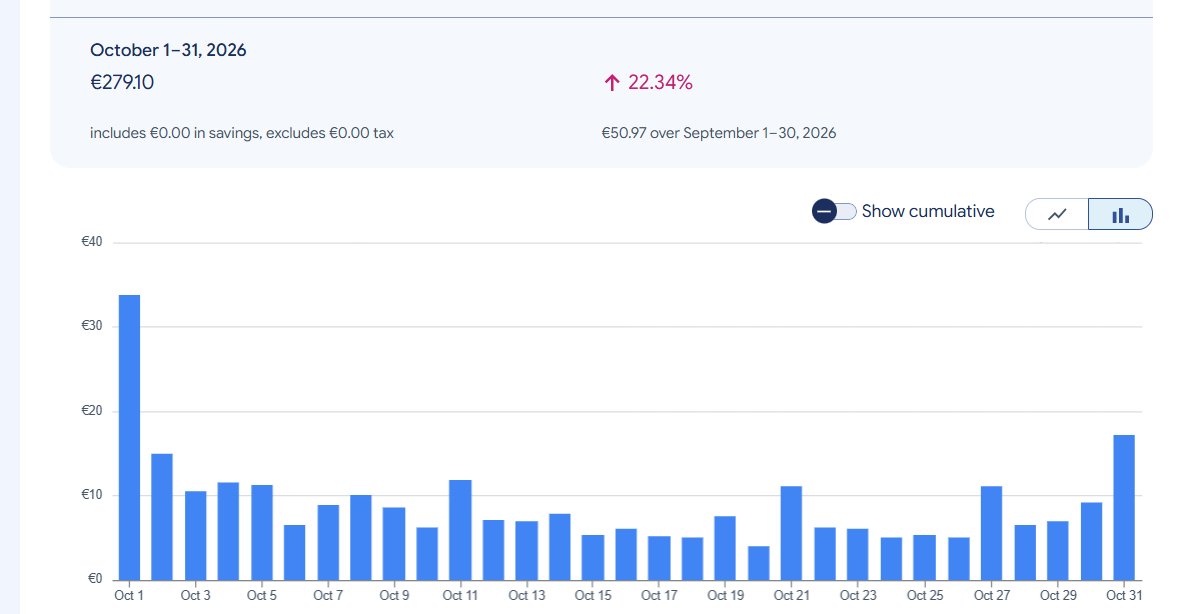 October 1–31, 2026
€279.10
↑ 22.34%
includes €0.00 in savings, excludes €0.00 tax
€50.97 over September 1–30, 2026
Show cumulative
€40
€30
€20
€10
€0
Oct 1 Oct 3 Oct 5 Oct 7 Oct 9 Oct 11 Oct 13 Oct 15 Oct 17 Oct 19 Oct 21 Oct 23 Oct 25 Oct 27 Oct 29 Oct 31